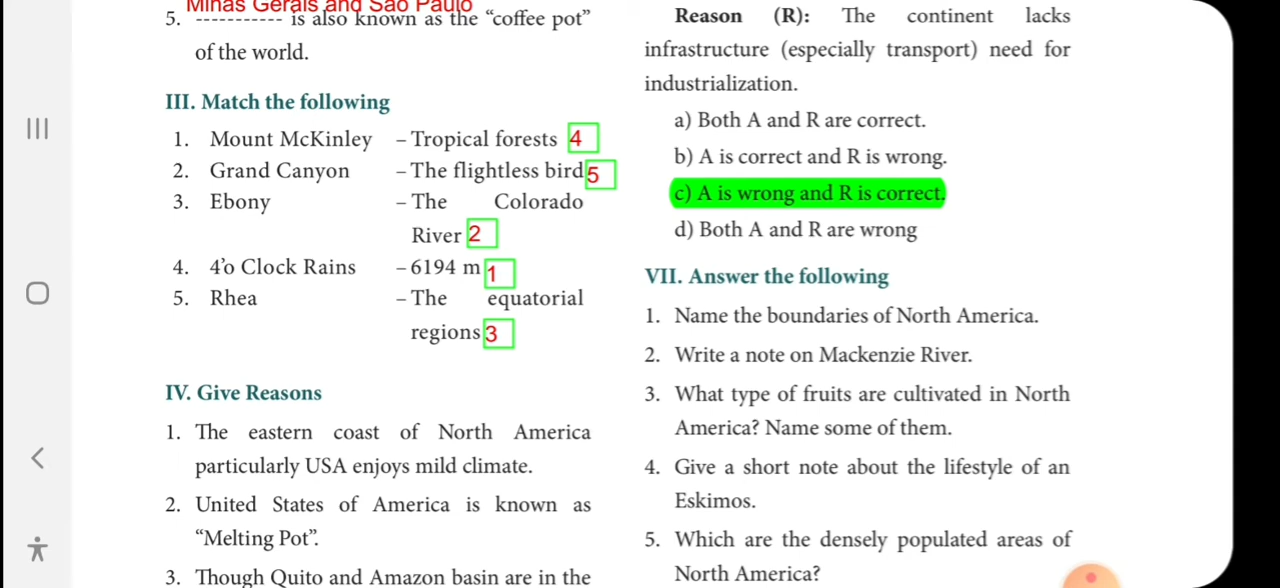 Minas Gerais and Sao Paulo
5. ----------- is also known as the “coffee pot”
of the world.
III. Match the following
1. Mount McKinley – Tropical forests 4
2. Grand Canyon – The flightless bird 5
3. Ebony – The Colorado
River 2
4. 4’o Clock Rains – 6194 m 1
5. Rhea – The equatorial
regions 3
IV. Give Reasons
1. The eastern coast of North America
particularly USA enjoys mild climate.
2. United States of America is known as
“Melting Pot”.
3. Though Quito and Amazon basin are in the
Reason (R): The continent lacks
infrastructure (especially transport) need for
industrialization.
a) Both A and R are correct.
b) A is correct and R is wrong.
c) A is wrong and R is correct.
d) Both A and R are wrong
VII. Answer the following
1. Name the boundaries of North America.
2. Write a note on Mackenzie River.
3. What type of fruits are cultivated in North
America? Name some of them.
4. Give a short note about the lifestyle of an
Eskimos.
5. Which are the densely populated areas of
North America?